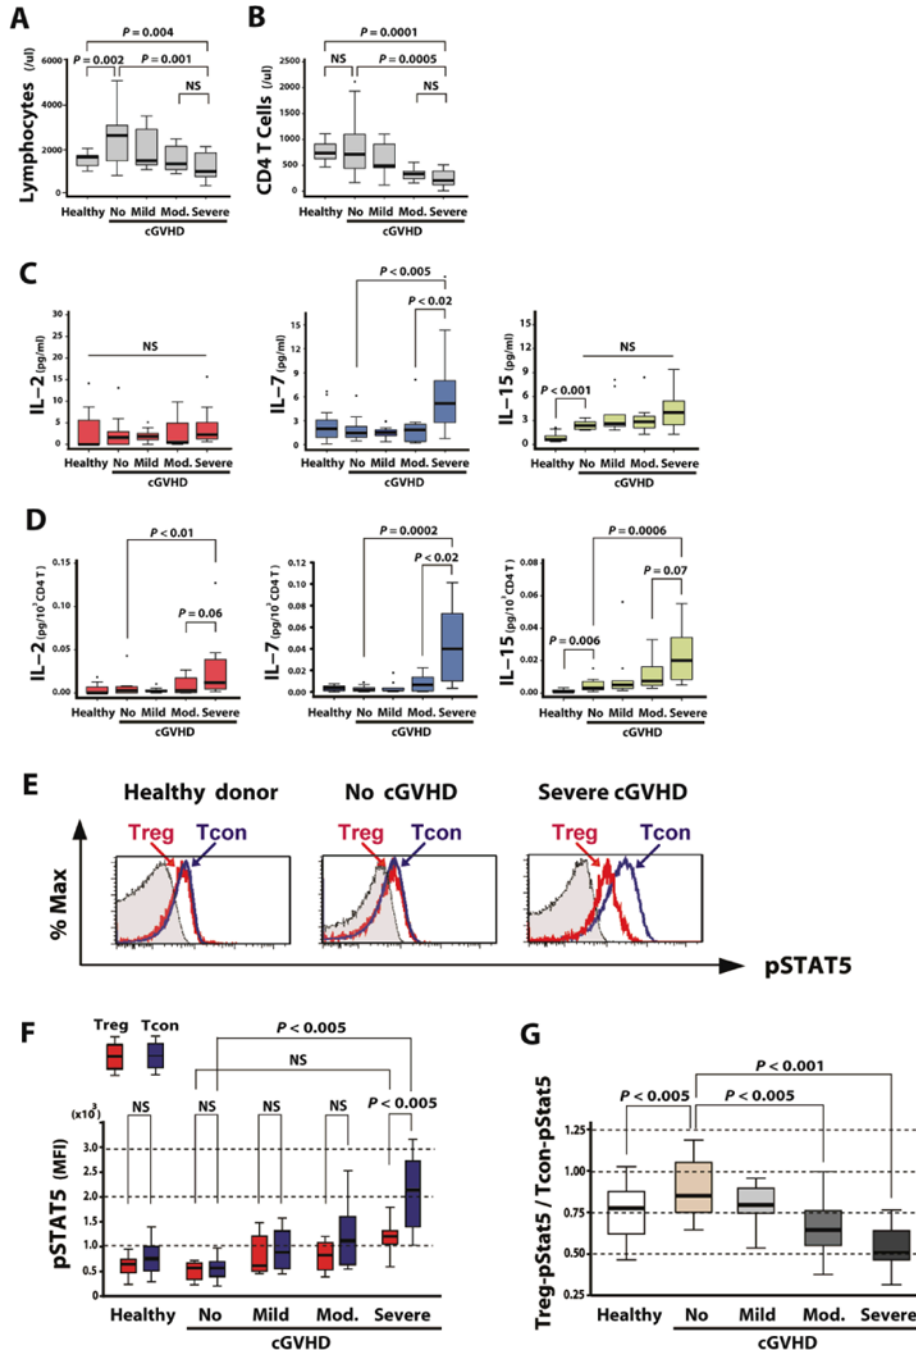 A
B
P = 0.004
P = 0.0001
Lymphocytes (/ul)
P = 0.002
P = 0.001
NS
6000
4000
2000
0
Healthy No Mild Mod. Severe
cGVHD
CD4 T Cells (/ul)
NS
P = 0.0005
NS
2500
2000
1500
1000
500
0
Healthy No Mild Mod. Severe
cGVHD
C
IL–2 (pg/ml)
NS
30
25
20
15
10
5
0
Healthy No Mild Mod. Severe
cGVHD
IL–7 (pg/ml)
P < 0.005
P < 0.02
15
12
9
6
3
0
Healthy No Mild Mod. Severe
cGVHD
IL–15 (pg/ml)
NS
P < 0.001
15
12
9
6
3
0
Healthy No Mild Mod. Severe
cGVHD
D
IL–2 (pg/10³ CD4 T)
P < 0.01
P = 0.06
0.15
0.10
0.05
0.00
Healthy No Mild Mod. Severe
cGVHD
IL–7 (pg/10³ CD4 T)
P = 0.0002
P < 0.02
0.12
0.10
0.08
0.06
0.04
0.02
0.00
Healthy No Mild Mod. Severe
cGVHD
IL–15 (pg/10³ CD4 T)
P = 0.0006
P = 0.07
P = 0.006
0.10
0.08
0.06
0.04
0.02
0.00
Healthy No Mild Mod. Severe
cGVHD
E
Healthy donor No cGVHD Severe cGVHD
Treg Tcon Treg Tcon Treg Tcon
% Max
pSTAT5
F
Treg Tcon
P < 0.005
NS
NS NS NS NS P < 0.005
(x10³)
pSTAT5 (MFI)
3.0
2.0
1.5
1.0
0.5
0
Healthy No Mild Mod. Severe
cGVHD
G
P < 0.001
P < 0.005 P < 0.005
Treg-pStat5 / Tcon-pStat5
1.25
1.00
0.75
0.50
0.25
Healthy No Mild Mod. Severe
cGVHD